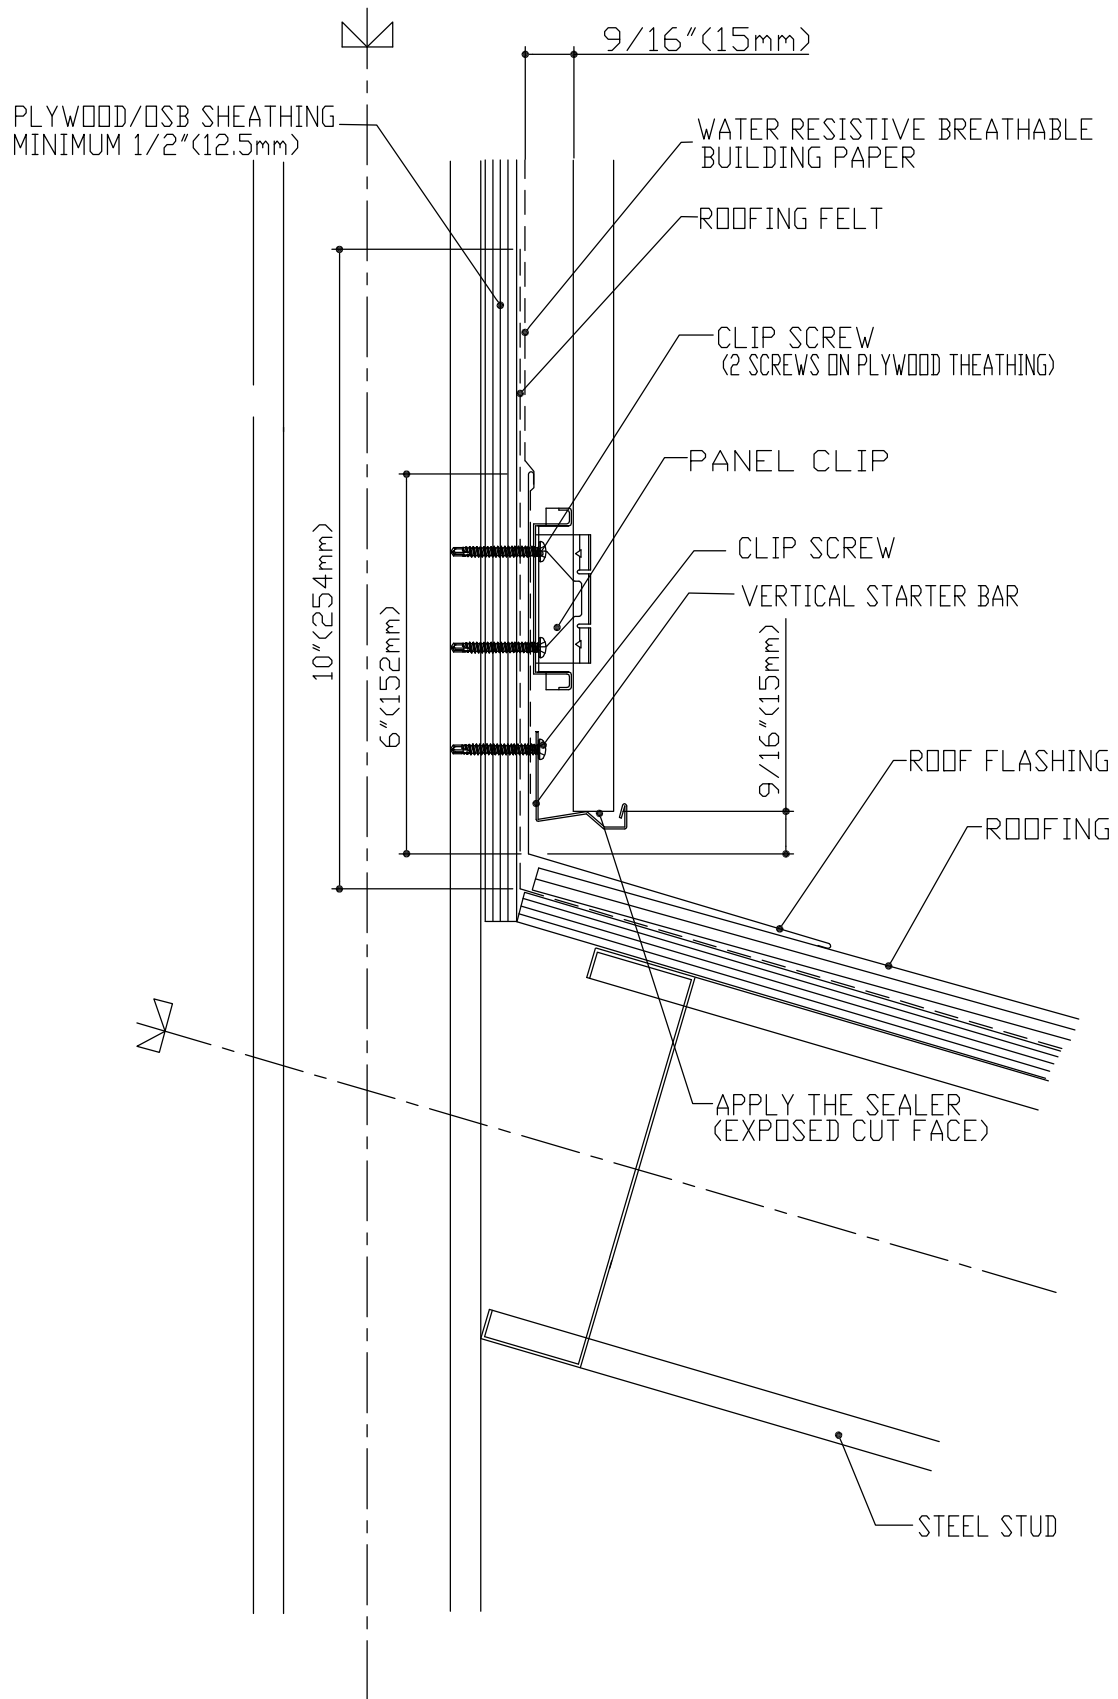 9/16"(15mm)
PLYWOOD/OSB SHEATHING
MINIMUM 1/2"(12.5mm)
WATER RESISTIVE BREATHABLE
BUILDING PAPER
ROOFING FELT
CLIP SCREW
(2 SCREWS ON PLYWOOD THEATHING)
PANEL CLIP
10"(254mm)
6"(152mm)
CLIP SCREW
VERTICAL STARTER BAR
9/16"(15mm)
ROOF FLASHING
ROOFING
APPLY THE SEALER
(EXPOSED CUT FACE)
STEEL STUD